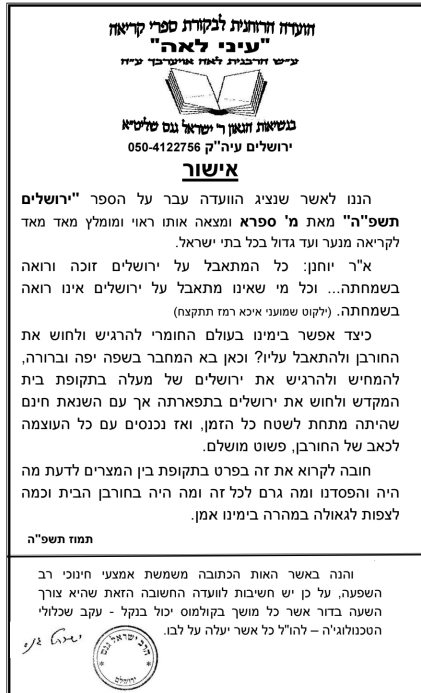 הועדה הרוחנית לבקורת ספרי קריאה
"עיני לאה"
ע״ש הרבנית לאה אויערבך ע״ה
בנשיאות הגאון ר' ישראל גנס שליט״א
ירושלים עיה"ק 050-4122756
אישור
הננו לאשר שנציג הוועדה עבר על הספר "ירושלים
תשפ"ה" מאת מ' ספרא ומצאה אותו ראוי ומומלץ מאד מאד
לקריאה מנער ועד גדול בכל בתי ישראל.
א"ר יוחנן: כל המתאבל על ירושלים זוכה ורואה
בשמחתה... וכל מי שאינו מתאבל על ירושלים אינו רואה
בשמחתה. (ילקוט שמועני איכא רמז תתקצח)
כיצד אפשר בימינו בעולם החומרי להרגיש ולחוש את
החורבן ולהתאבל עליו? וכאן בא המחבר בשפה יפה וברורה,
להמחיש ולהרגיש את ירושלים של מעלה בתקופת בית
המקדש ולחוש את ירושלים בתפארתה אך עם השנאת חינם
שהיתה מתחת לשטח כל הזמן, ואז נכנסים עם כל העוצמה
לכאב של החורבן, פשוט מושלם.
חובה לקרוא את זה בפרט בתקופת בין המצרים לדעת מה
היה והפסדנו ומה גרם לכל זה ומה היה בחורבן הבית וכמה
לצפות לגאולה במהרה בימינו אמן.
תמוז תשפ"ה
והנה באשר האות הכתובה משמשת אמצעי חינוכי רב
השפעה, על כן יש חשיבות לוועדה החשובה הזאת שהיא צורך
השעה בדור אשר כל מושך בקולמוס יכול בנקל - עקב שכלולי
הטכנולוגי'ה – להו"ל כל אשר יעלה על לבו.
ישראל גנס
הרב ישראל גנס
ירושלים